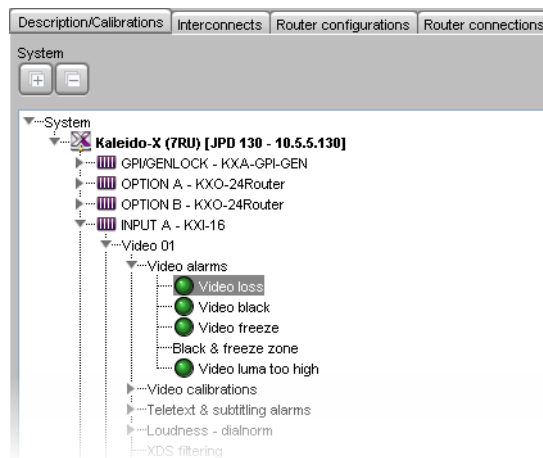 Description/Calibrations Interconnects Router configurations Router connections
System
System
Kaleido-X (7RU) [JPD 130 - 10.5.5.130]
GPI/GENLOCK - KXA-GPI-GEN
OPTION A - KXO-24Router
OPTION B - KXO-24Router
INPUT A - KXI-16
Video 01
Video alarms
Video loss
Video black
Video freeze
Black & freeze zone
Video luma too high
Video calibrations
Teletext & subtitling alarms
Loudness - dialnorm
XDS filtering